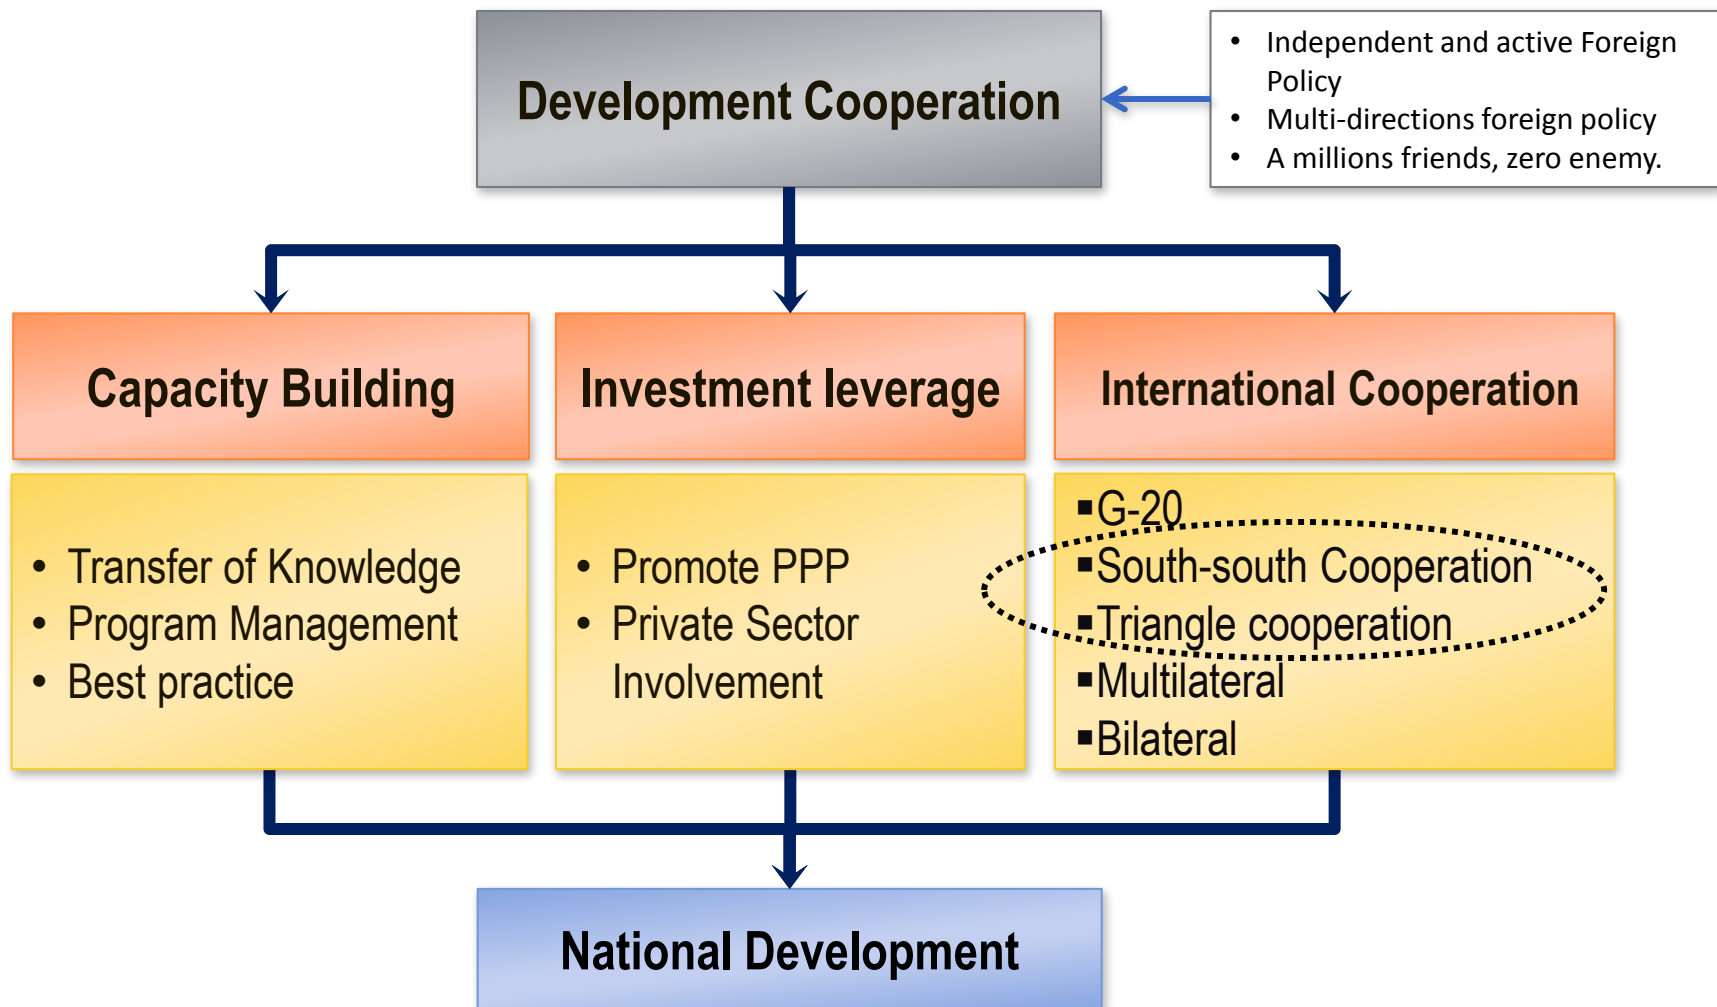 Development Cooperation
• Independent and active Foreign
Policy
• Multi-directions foreign policy
• A millions friends, zero enemy.
Capacity Building
Investment leverage
International Cooperation
• Transfer of Knowledge
• Program Management
• Best practice
• Promote PPP
• Private Sector
Involvement
▪G-20
▪South-south Cooperation
▪Triangle cooperation
▪Multilateral
▪Bilateral
National Development